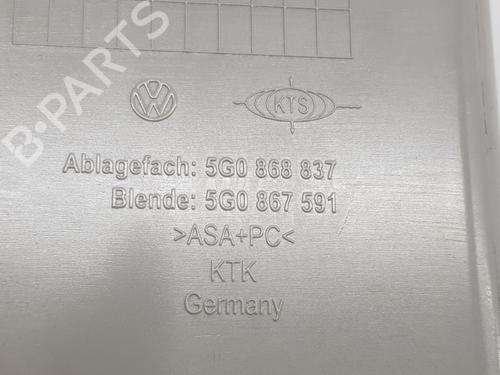 B-PARTS
KTS
Ablagefach: 5G0 868 837
Blende: 5G0 867 591
>ASA+PC<
KTK
Germany